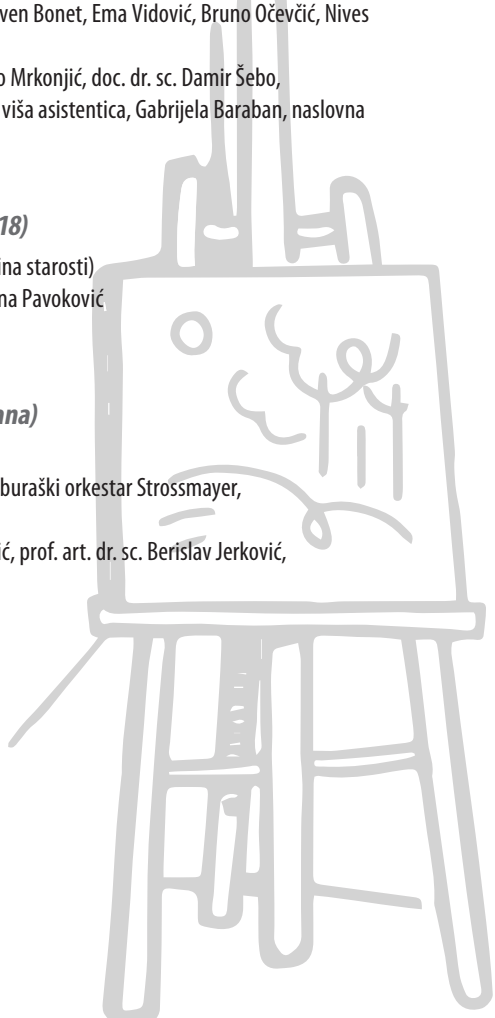 ven Bonet, Ema Vidović, Bruno Očevčić, Nives
o Mrkonjić, doc. dr. sc. Damir Šebo,
viša asistentica, Gabrijela Baraban, naslovna
18)
ina starosti)
na Pavoković
ana)
buraški orkestar Strossmayer,
ić, prof. art. dr. sc. Berislav Jerković,